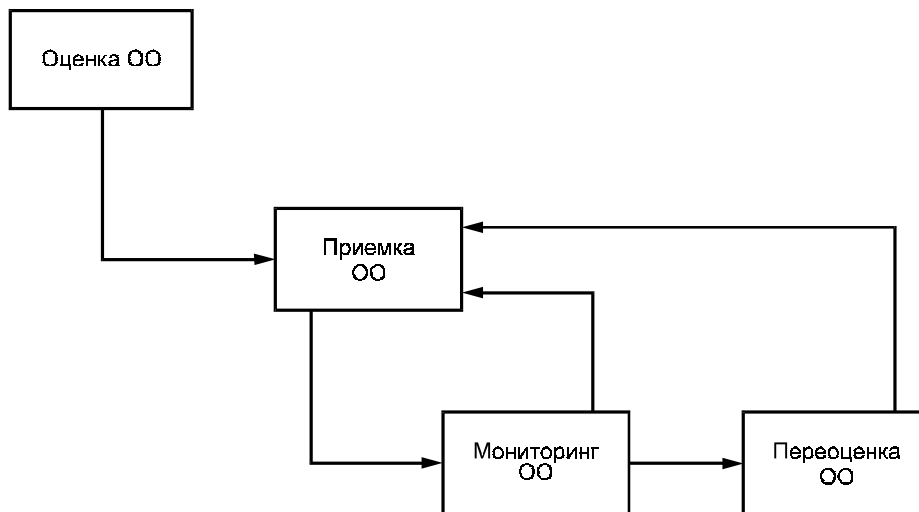 Оценка ОО
Приемка
ОО
Мониторинг
ОО
Переоценка
ОО